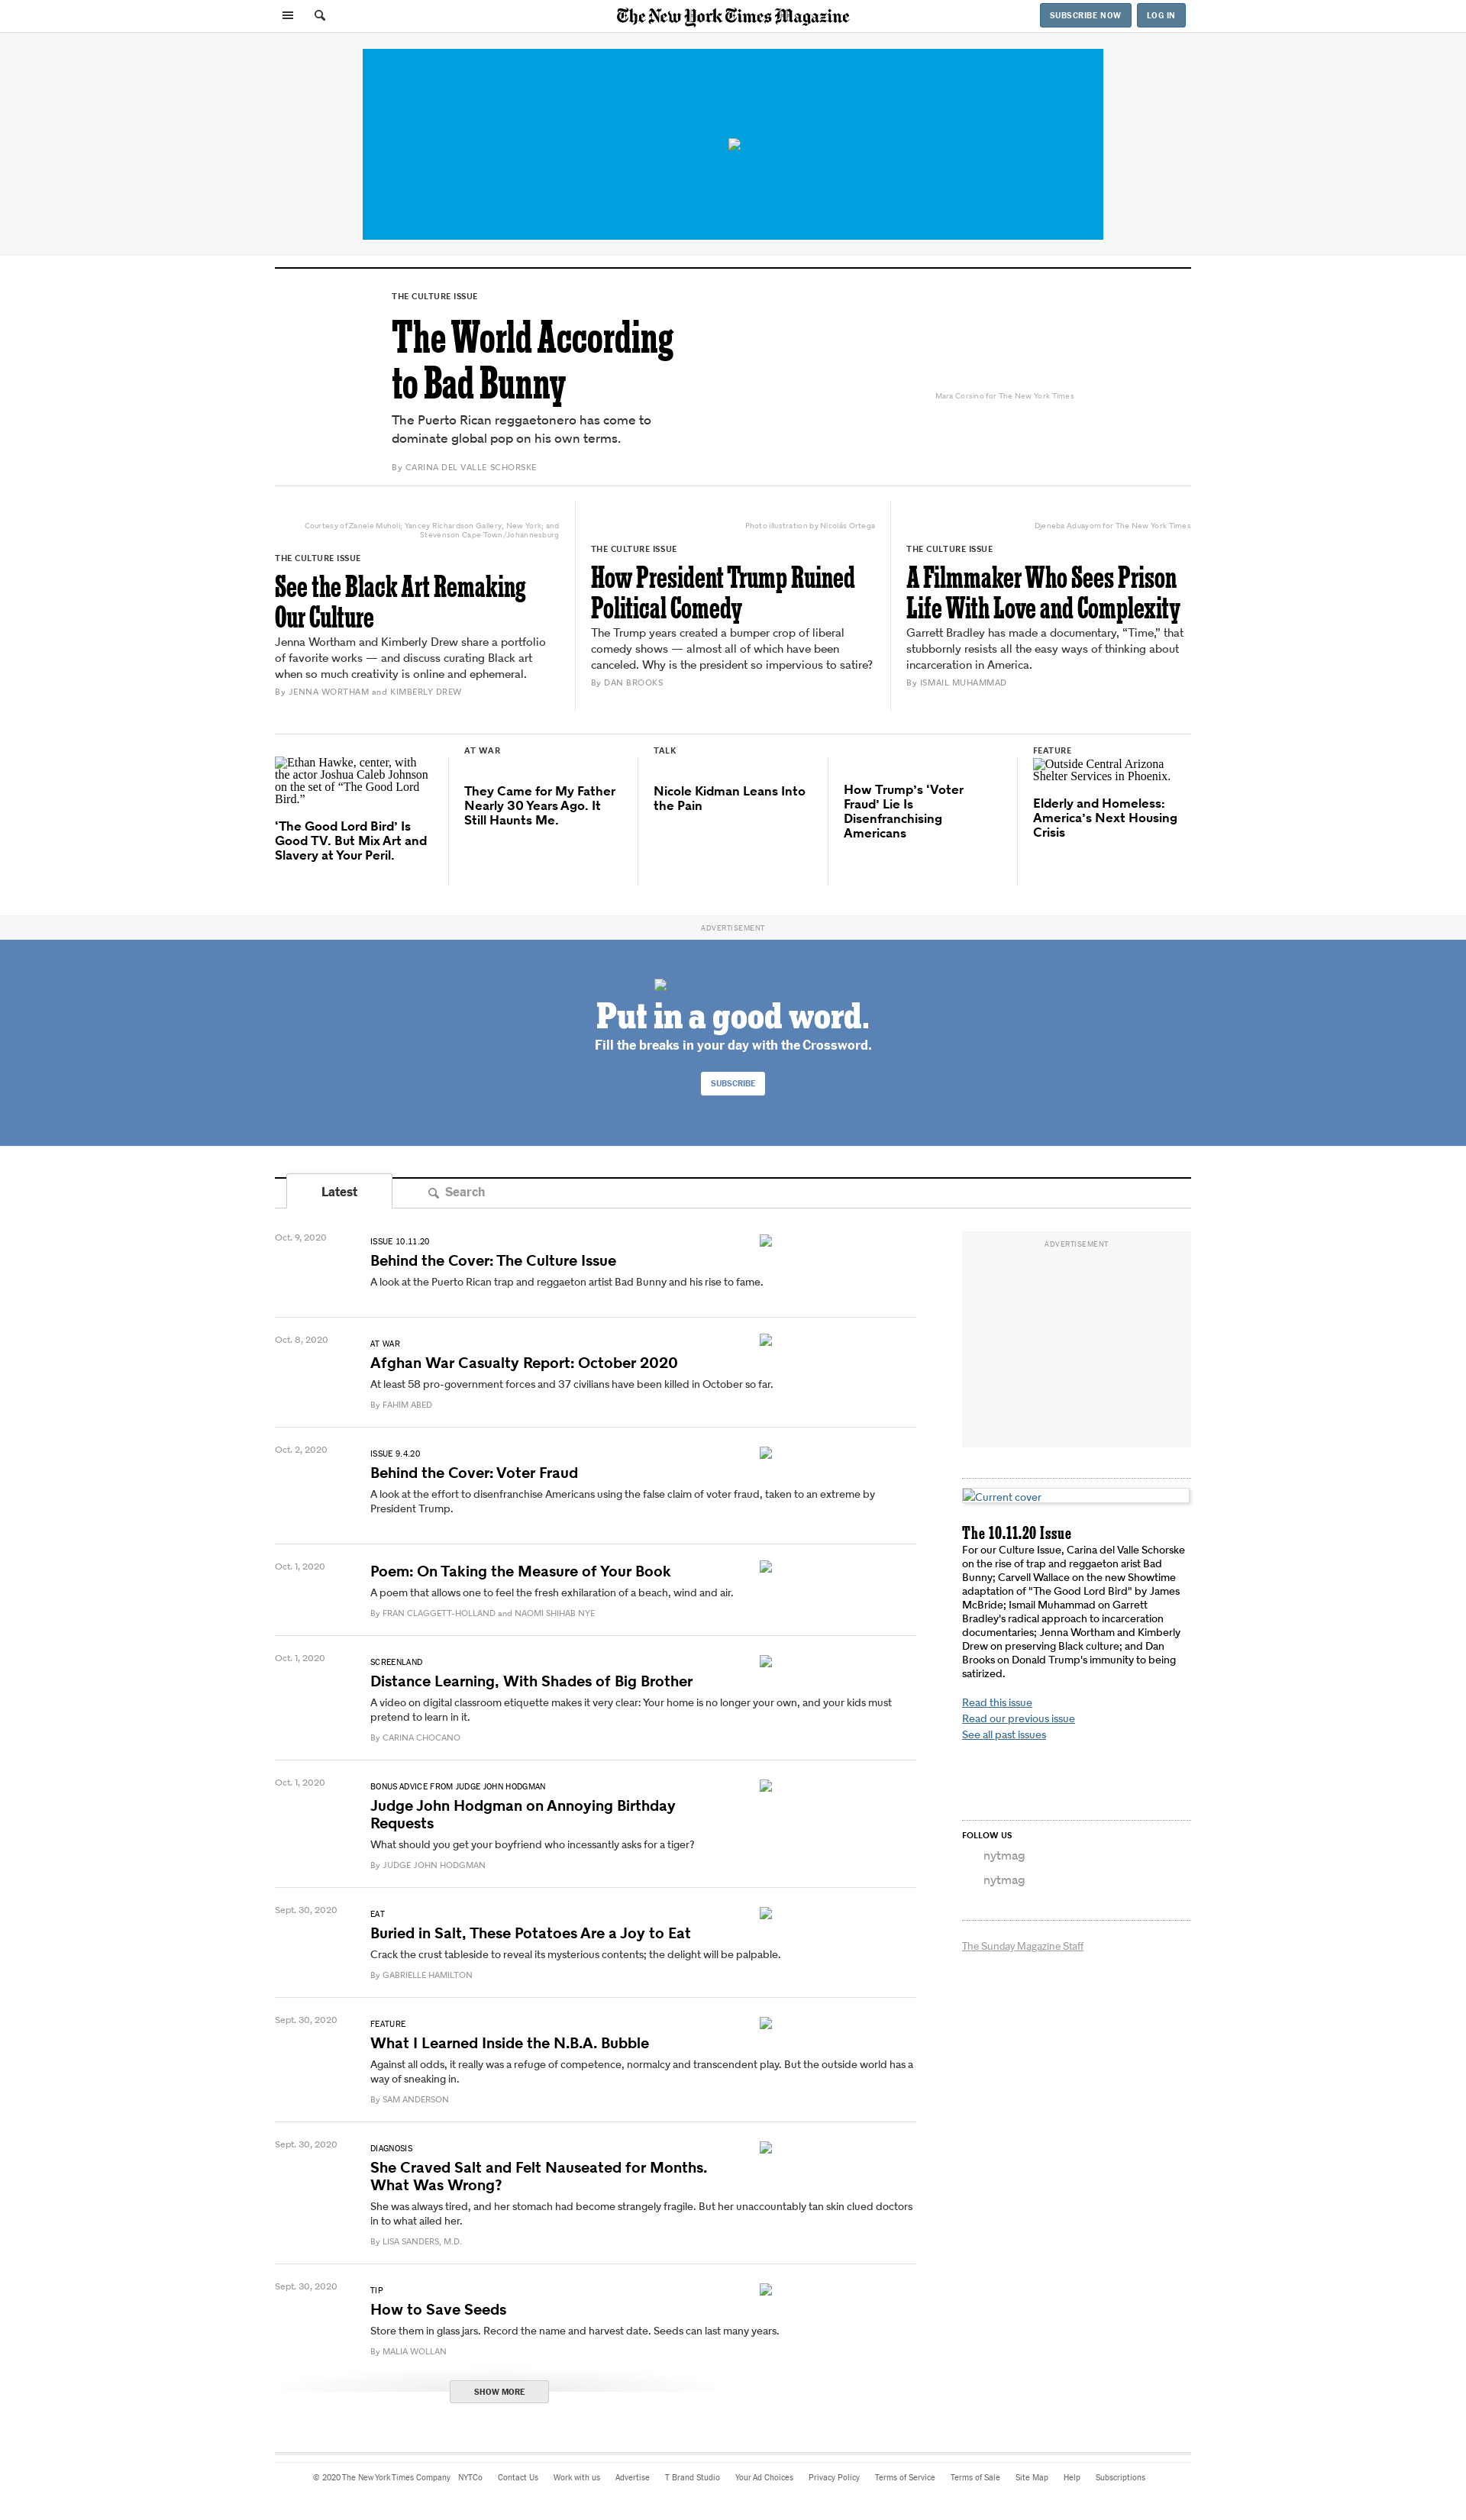 The New York Times Magazine
SUBSCRIBE NOW
LOG IN
THE CULTURE ISSUE
The World According
to Bad Bunny
The Puerto Rican reggaetonero has come to
dominate global pop on his own terms.
By CARINA DEL VALLE SCHORSKE
Mara Corsino for The New York Times
Courtesy of Zanele Muholi; Yancey Richardson Gallery, New York; and
Stevenson Cape Town/Johannesburg
THE CULTURE ISSUE
See the Black Art Remaking
Our Culture
Jenna Wortham and Kimberly Drew share a portfolio
of favorite works — and discuss curating Black art
when so much creativity is online and ephemeral.
By JENNA WORTHAM and KIMBERLY DREW
Photo illustration by Nicolás Ortega
THE CULTURE ISSUE
How President Trump Ruined
Political Comedy
The Trump years created a bumper crop of liberal
comedy shows — almost all of which have been
canceled. Why is the president so impervious to satire?
By DAN BROOKS
Djeneba Aduayom for The New York Times
THE CULTURE ISSUE
A Filmmaker Who Sees Prison
Life With Love and Complexity
Garrett Bradley has made a documentary, “Time,” that
stubbornly resists all the easy ways of thinking about
incarceration in America.
By ISMAIL MUHAMMAD
Ethan Hawke, center, with
the actor Joshua Caleb Johnson
on the set of “The Good Lord
Bird.”
‘The Good Lord Bird’ Is
Good TV. But Mix Art and
Slavery at Your Peril.
AT WAR
They Came for My Father
Nearly 30 Years Ago. It
Still Haunts Me.
TALK
Nicole Kidman Leans Into
the Pain
How Trump’s ‘Voter
Fraud’ Lie Is
Disenfranchising
Americans
FEATURE
Outside Central Arizona
Shelter Services in Phoenix.
Elderly and Homeless:
America’s Next Housing
Crisis
ADVERTISEMENT
Put in a good word.
Fill the breaks in your day with the Crossword.
SUBSCRIBE
Latest
Search
Oct. 9, 2020
ISSUE 10.11.20
Behind the Cover: The Culture Issue
A look at the Puerto Rican trap and reggaeton artist Bad Bunny and his rise to fame.
Oct. 8, 2020
AT WAR
Afghan War Casualty Report: October 2020
At least 58 pro-government forces and 37 civilians have been killed in October so far.
By FAHIM ABED
Oct. 2, 2020
ISSUE 9.4.20
Behind the Cover: Voter Fraud
A look at the effort to disenfranchise Americans using the false claim of voter fraud, taken to an extreme by
President Trump.
Oct. 1, 2020
Poem: On Taking the Measure of Your Book
A poem that allows one to feel the fresh exhilaration of a beach, wind and air.
By FRAN CLAGGETT-HOLLAND and NAOMI SHIHAB NYE
Oct. 1, 2020
SCREENLAND
Distance Learning, With Shades of Big Brother
A video on digital classroom etiquette makes it very clear: Your home is no longer your own, and your kids must
pretend to learn in it.
By CARINA CHOCANO
Oct. 1, 2020
BONUS ADVICE FROM JUDGE JOHN HODGMAN
Judge John Hodgman on Annoying Birthday
Requests
What should you get your boyfriend who incessantly asks for a tiger?
By JUDGE JOHN HODGMAN
Sept. 30, 2020
EAT
Buried in Salt, These Potatoes Are a Joy to Eat
Crack the crust tableside to reveal its mysterious contents; the delight will be palpable.
By GABRIELLE HAMILTON
Sept. 30, 2020
FEATURE
What I Learned Inside the N.B.A. Bubble
Against all odds, it really was a refuge of competence, normalcy and transcendent play. But the outside world has a
way of sneaking in.
By SAM ANDERSON
Sept. 30, 2020
DIAGNOSIS
She Craved Salt and Felt Nauseated for Months.
What Was Wrong?
She was always tired, and her stomach had become strangely fragile. But her unaccountably tan skin clued doctors
in to what ailed her.
By LISA SANDERS, M.D.
Sept. 30, 2020
TIP
How to Save Seeds
Store them in glass jars. Record the name and harvest date. Seeds can last many years.
By MALIA WOLLAN
SHOW MORE
ADVERTISEMENT
Current cover
The 10.11.20 Issue
For our Culture Issue, Carina del Valle Schorske
on the rise of trap and reggaeton arist Bad
Bunny; Carvell Wallace on the new Showtime
adaptation of "The Good Lord Bird" by James
McBride; Ismail Muhammad on Garrett
Bradley's radical approach to incarceration
documentaries; Jenna Wortham and Kimberly
Drew on preserving Black culture; and Dan
Brooks on Donald Trump's immunity to being
satirized.
Read this issue
Read our previous issue
See all past issues
FOLLOW US
nytmag
nytmag
The Sunday Magazine Staff
© 2020 The New York Times Company NYTCo Contact Us Work with us Advertise T Brand Studio Your Ad Choices Privacy Policy Terms of Service Terms of Sale Site Map Help Subscriptions